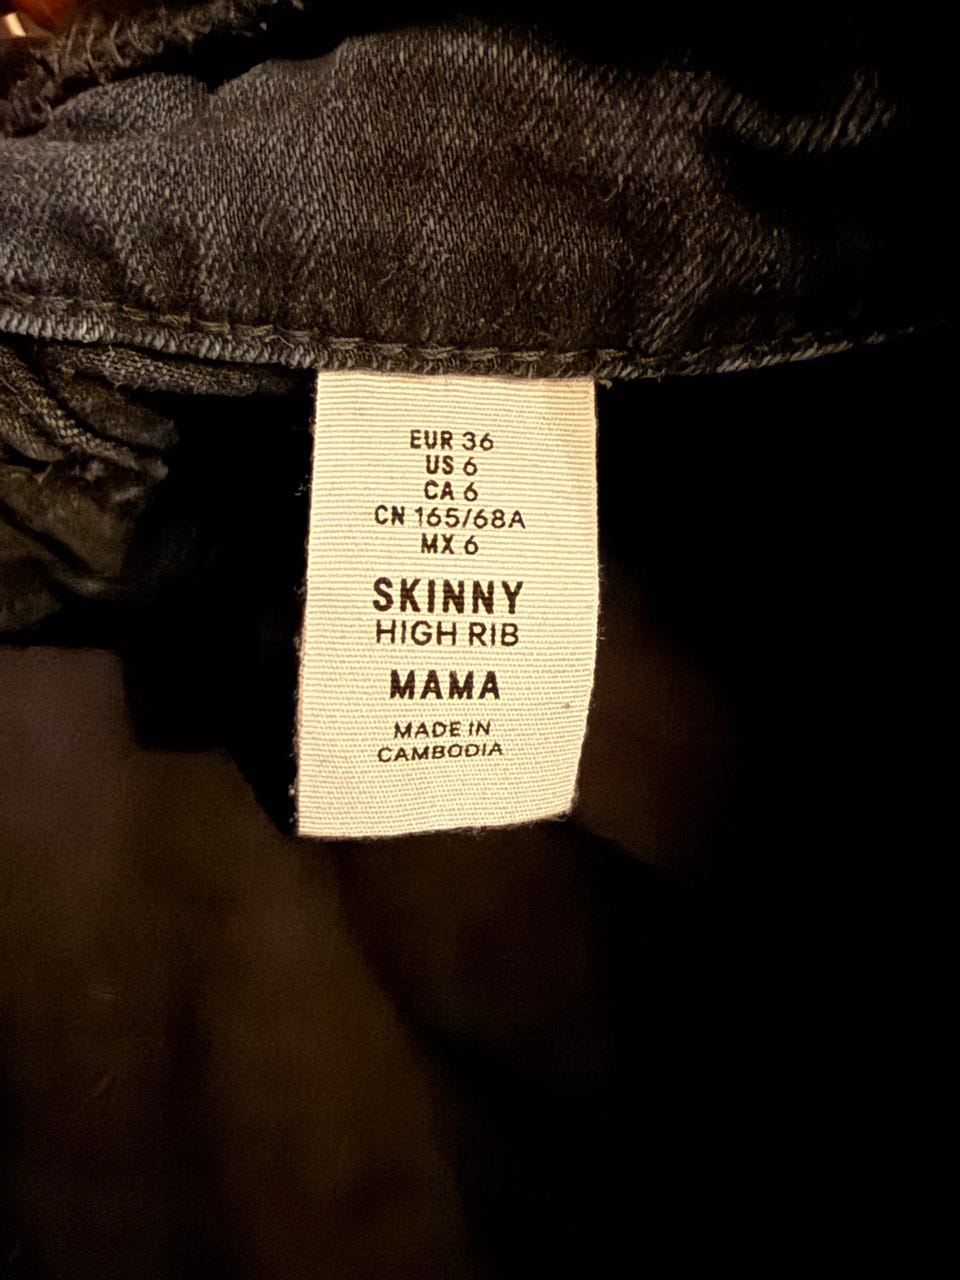 EUR 36
US 6
CA 6
CN 165/68A
MX 6
SKINNY
HIGH RIB
MAMA
MADE IN
CAMBODIA